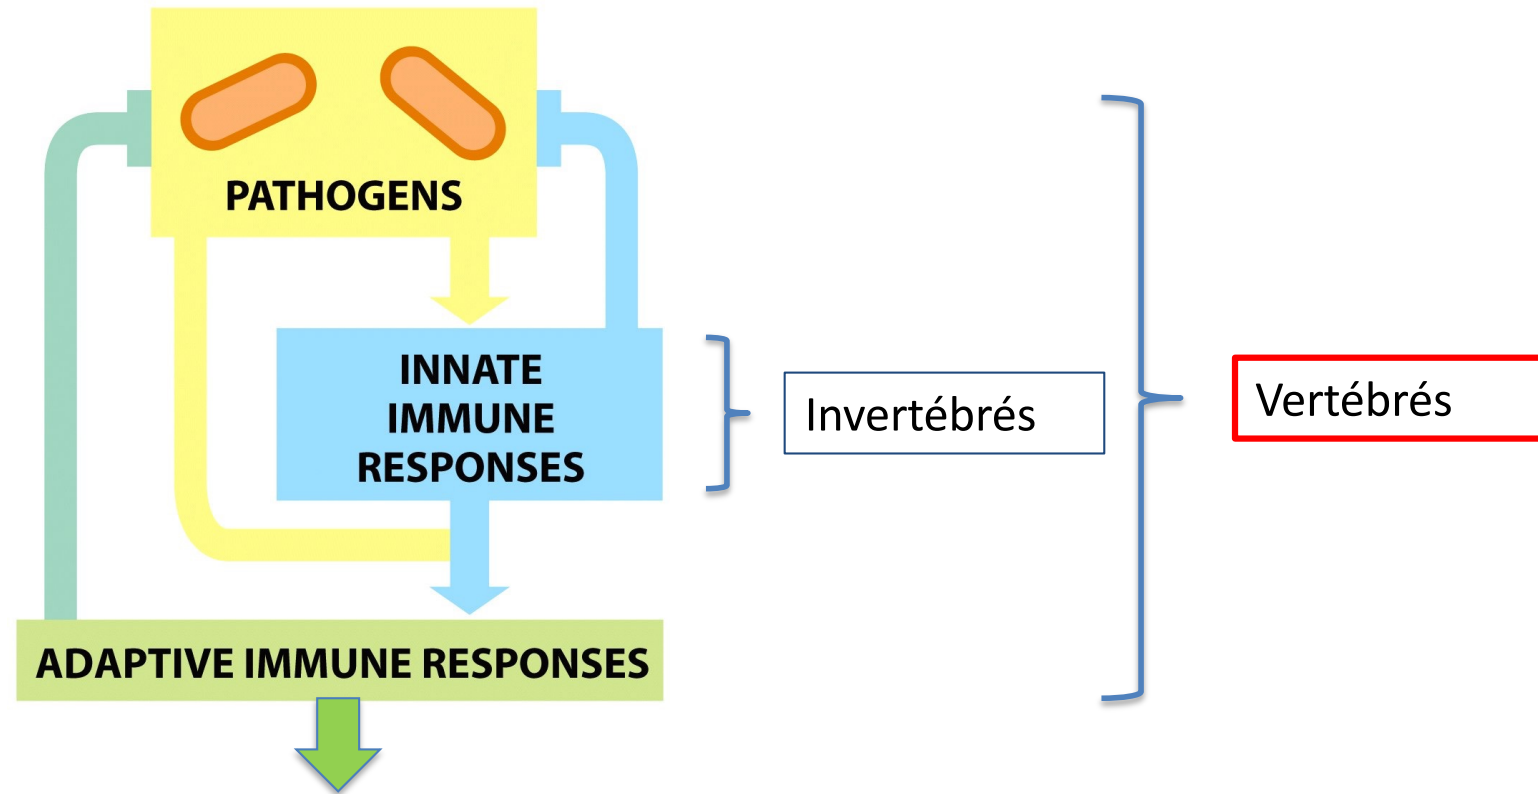 PATHOGENS
INNATE
IMMUNE
RESPONSES
Invertébrés
Vertébrés
ADAPTIVE IMMUNE RESPONSES